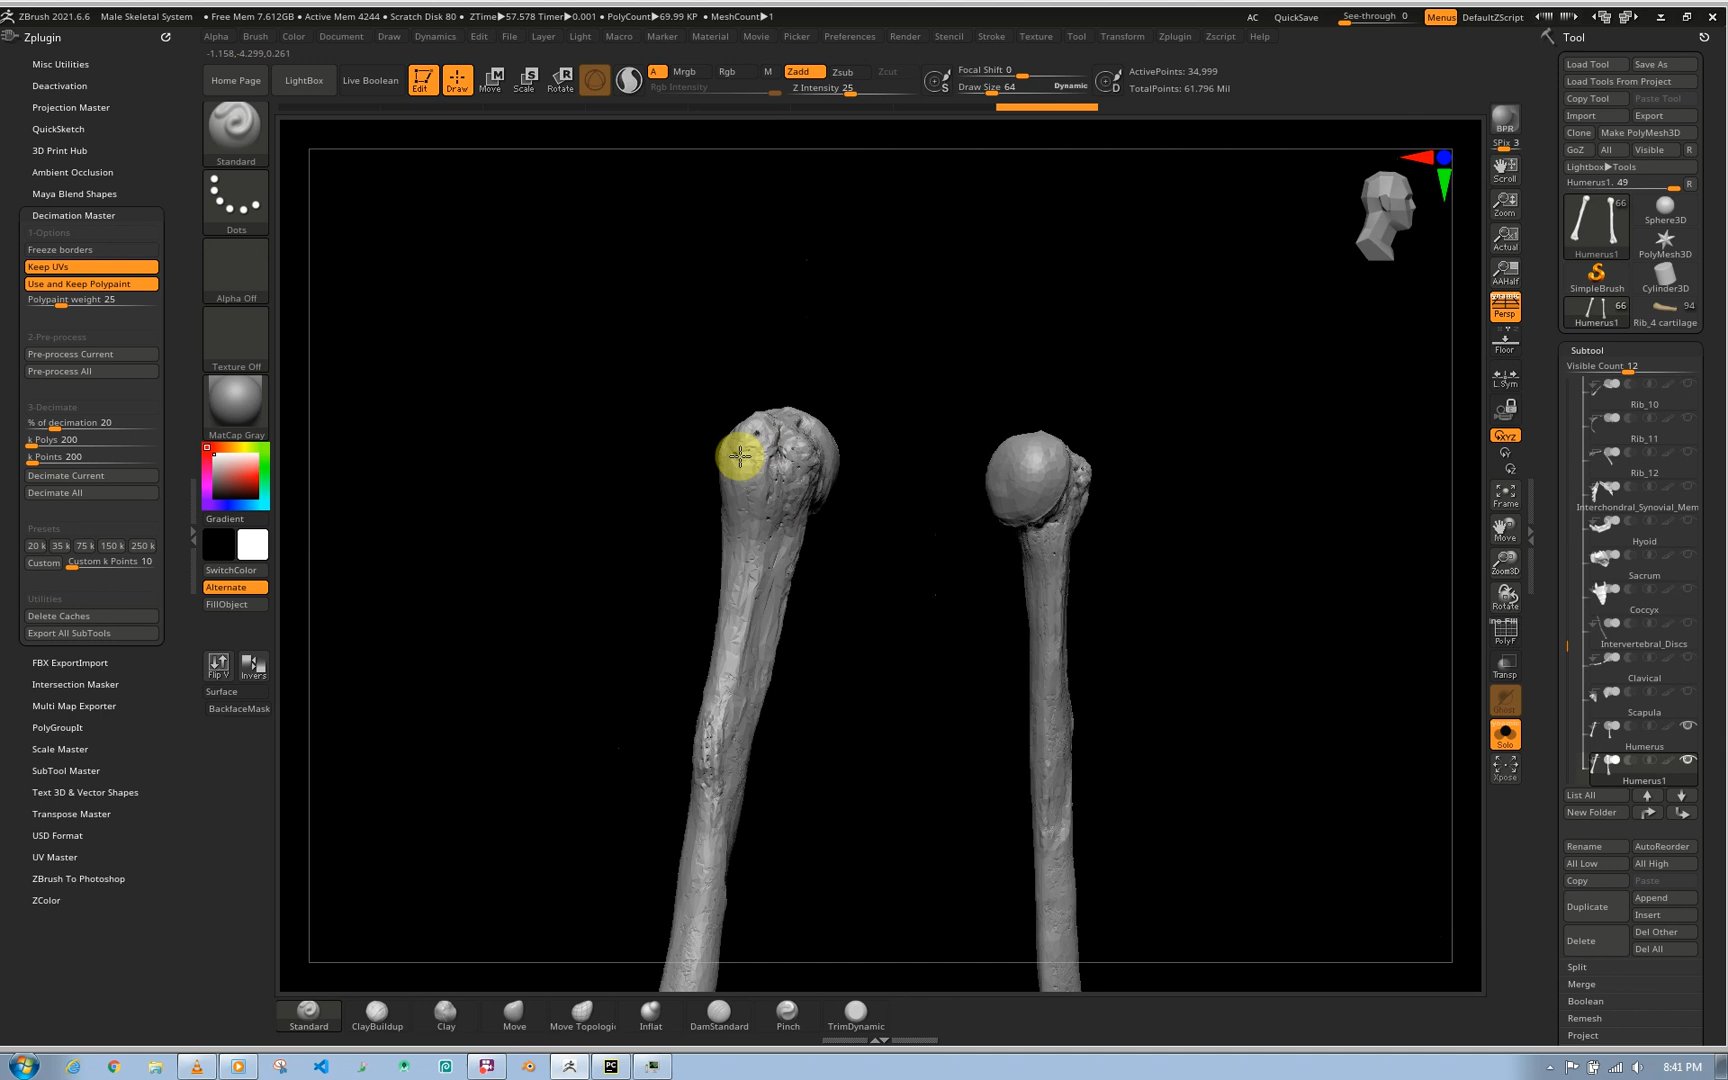 ZBrush 2021.6.6 Male Skeletal System • Free Mem 7.612GB • Active Mem 4244 • Scratch Disk 80 • ZTime▶57.578 Timer▶0.001 • PolyCount▶69.99 KP • MeshCount▶1 AC QuickSave See-through 0 Menus DefaultZScript
Zplugin
Alpha Brush Color Document Draw Dynamics Edit File Layer Light Macro Marker Material Movie Picker Preferences Render Stencil Stroke Texture Tool Transform Zplugin Zscript Help
Tool
-1.158,-4.299,0.261
Misc Utilities
Deactivation
Projection Master
QuickSketch
3D Print Hub
Ambient Occlusion
Maya Blend Shapes
Decimation Master
1-Options
Freeze borders
Keep UVs
Use and Keep Polypaint
Polypaint weight 25
2-Pre-process
Pre-process Current
Pre-process All
3-Decimate
% of decimation 20
k Polys 200
k Points 200
Decimate Current
Decimate All
Presets
20 k 35 k 75 k 150 k 250 k
Custom Custom k Points 10
Utilities
Delete Caches
Export All SubTools
FBX ExportImport
Intersection Masker
Multi Map Exporter
PolyGroupIt
Scale Master
SubTool Master
Text 3D & Vector Shapes
Transpose Master
USD Format
UV Master
ZBrush To Photoshop
ZColor
Home Page LightBox Live Boolean Edit Draw Move Scale Rotate
A Mrgb Rgb M Zadd Zsub Zcut
Rgb Intensity Z Intensity 25
S Focal Shift 0
Draw Size 64 Dynamic D
ActivePoints: 34,999
TotalPoints: 61.796 Mil
Standard
Dots
Alpha Off
Texture Off
MatCap Gray
Gradient
SwitchColor
Alternate
FillObject
Flip V Invers
Surface
BackfaceMask
BPR
SPix 3
Scroll
Zoom
Actual
AAHalf
Persp
Floor
L.Sym
XYZ
Frame
Move
Zoom3D
Rotate
PolyF
Transp
Ghost
Solo
Xpose
Load Tool Save As
Load Tools From Project
Copy Tool Paste Tool
Import Export
Clone Make PolyMesh3D
GoZ All Visible R
Lightbox▶Tools
Humerus1. 49 R
66
Humerus1 Sphere3D
PolyMesh3D
SimpleBrush Cylinder3D
66 94
Humerus1 Rib_4 cartilage
Subtool
Visible Count 12
Rib_10
Rib_11
Rib_12
Interchondral_Synovial_Mem
Hyoid
Sacrum
Coccyx
Intervertebral_Discs
Clavical
Scapula
Humerus
Humerus1
List All
New Folder
Rename AutoReorder
All Low All High
Copy Paste
Duplicate Append
Insert
Delete Del Other
Del All
Split
Merge
Boolean
Remesh
Project
Standard ClayBuildup Clay Move Move Topologi Inflat DamStandard Pinch TrimDynamic
PC
8:41 PM